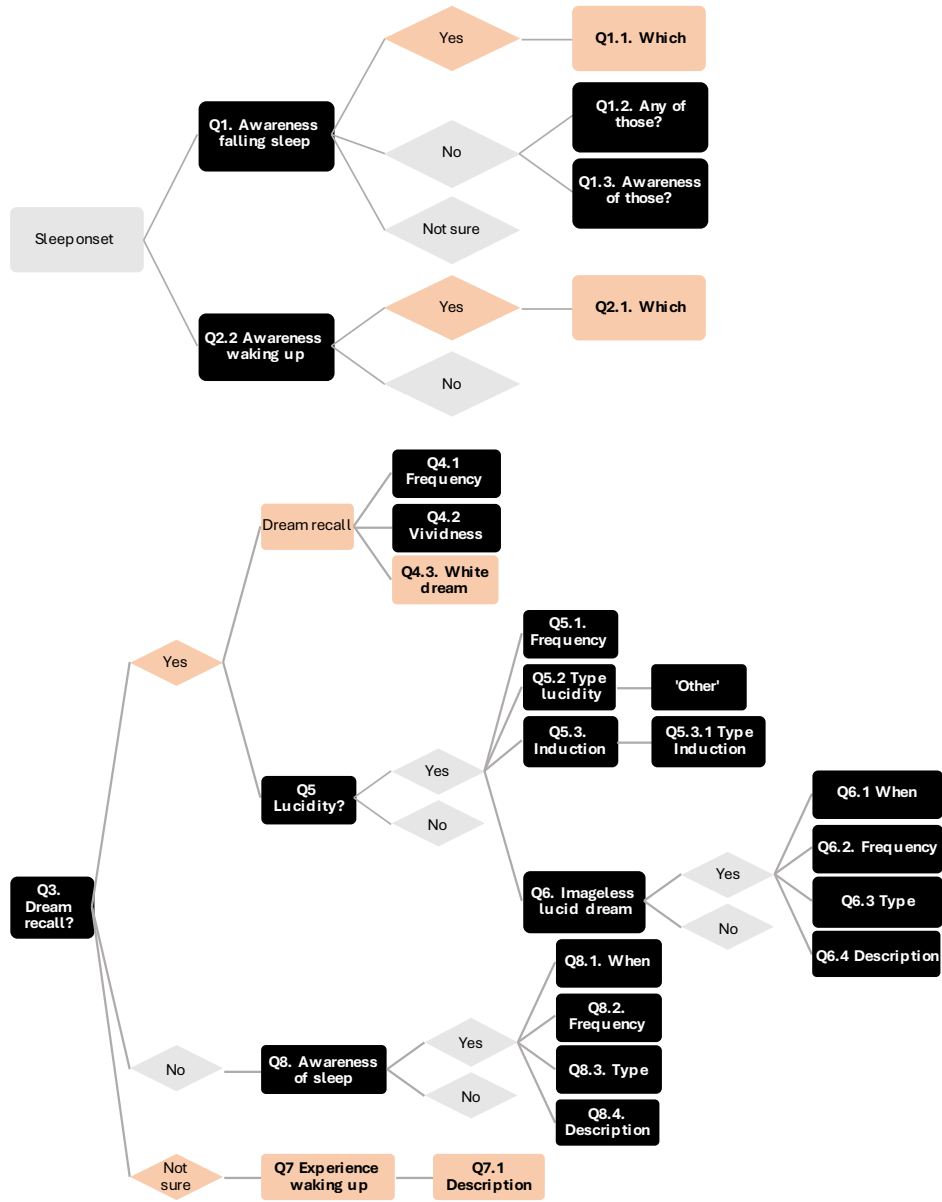 Yes
Q1.1. Which
Q1. Awareness
falling sleep
Q1.2. Any of
those?
No
Q1.3. Awareness
of those?
Not sure
Sleep onset
Yes
Q2.1. Which
Q2.2 Awareness
waking up
No
Q4.1
Frequency
Dream recall
Q4.2
Vividness
Q4.3. White
dream
Yes
Q5.1.
Frequency
Q5.2 Type
lucidity
'Other'
Q5.3.
Induction
Q5.3.1 Type
Induction
Q5
Lucidity?
Yes
No
Q6.1 When
Q6.2. Frequency
Q6. Imageless
lucid dream
Yes
No
Q6.3 Type
Q6.4 Description
Q3.
Dream
recall?
Q8.1. When
Q8.2.
Frequency
No
Q8. Awareness
of sleep
Yes
No
Q8.3. Type
Q8.4.
Description
Not
sure
Q7 Experience
waking up
Q7.1
Description